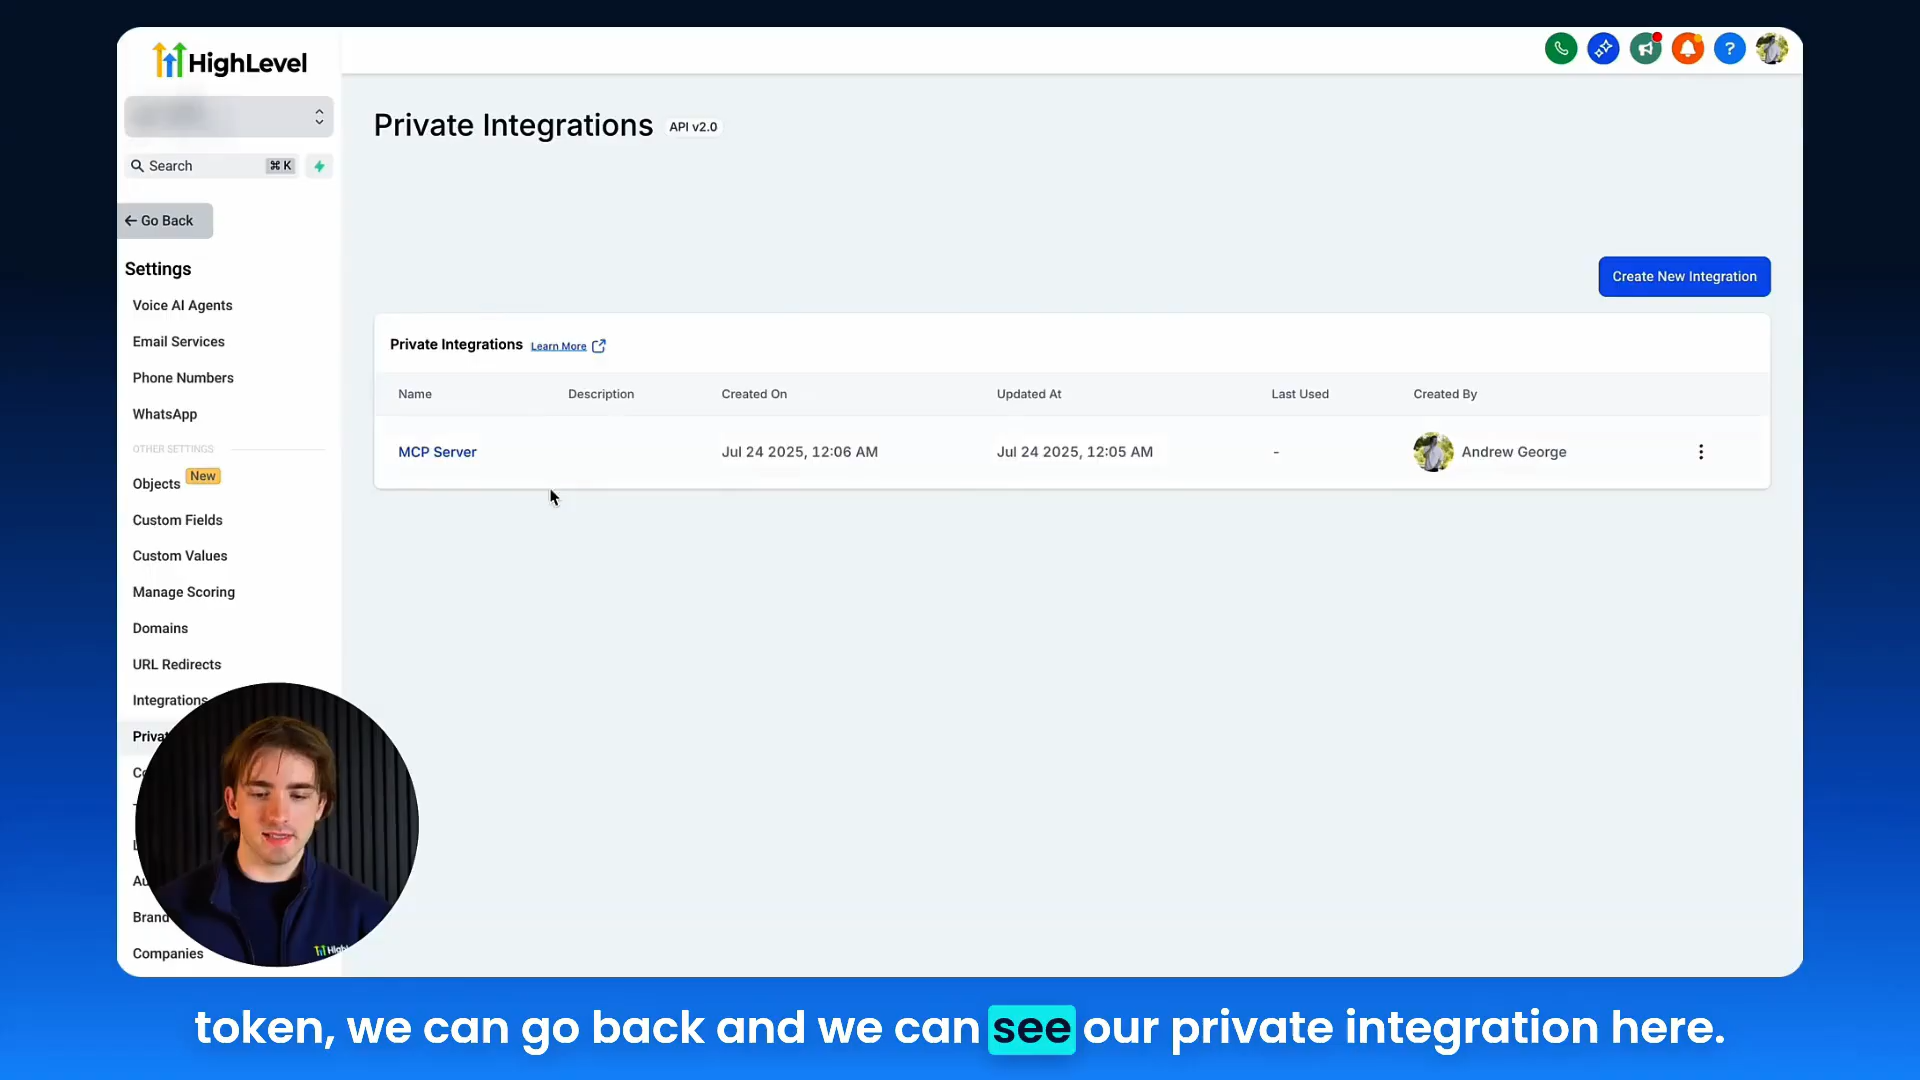 HighLevel
Search ⌘ K
← Go Back
Settings
Voice AI Agents
Email Services
Phone Numbers
WhatsApp
OTHER SETTINGS
Objects New
Custom Fields
Custom Values
Manage Scoring
Domains
URL Redirects
Integrations
Privat
Brand
Companies
Private Integrations API v2.0
Create New Integration
Private Integrations Learn More
Name Description Created On Updated At Last Used Created By
MCP Server Jul 24 2025, 12:06 AM Jul 24 2025, 12:05 AM - Andrew George
token, we can go back and we can see our private integration here.